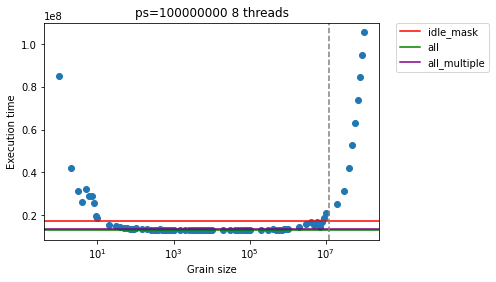 ps=100000000 8 threads
1e8
1.0
0.8
0.6
0.4
0.2
Execution time
10^1
10^3
10^5
10^7
Grain size
idle_mask
all
all_multiple